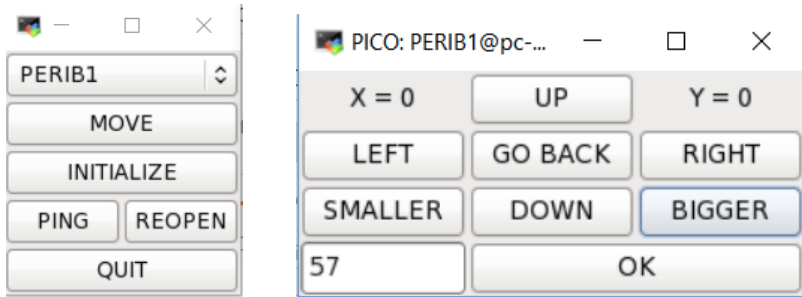 PERIB1
MOVE
INITIALIZE
PING REOPEN
QUIT
PICO: PERIB1@pc-...
X = 0 UP Y = 0
LEFT GO BACK RIGHT
SMALLER DOWN BIGGER
57 OK